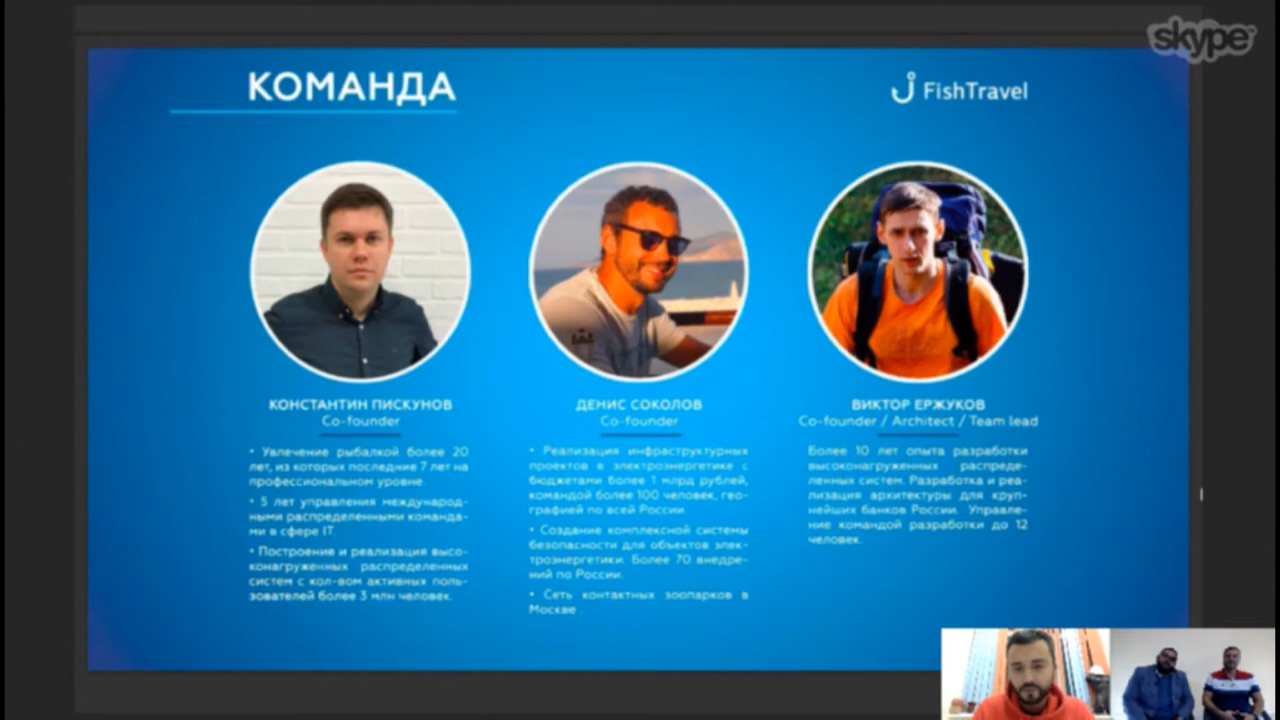 skype
КОМАНДА
FishTravel
КОНСТАНТИН ПИСКУНОВ
Co-founder
• Увлечение рыбалкой более 20
лет, из которых последние 7 лет на
профессиональном уровне.
• 5 лет управления международ-
ными распределенными команда-
ми в сфере IT.
• Построение и реализация высо-
конагруженных распределенных
систем с кол-вом активных поль-
зователей более 3 млн человек.
ДЕНИС СОКОЛОВ
Co-founder
• Реализация инфраструктурных
проектов в электроэнергетике с
бюджетами более 1 млрд рублей,
командой более 100 человек, гео-
графией по всей России.
• Создание комплексной системы
безопасности для объектов элек-
троэнергетики. Более 70 внедре-
ний по России.
• Сеть контактных зоопарков в
Москве .
ВИКТОР ЕРЖУКОВ
Co-founder / Architect / Team lead
Более 10 лет опыта разработки
высоконагруженных распреде-
ленных систем. Разработка и реа-
лизация архитектуры для круп-
нейших банков России. Управле-
ние командой разработки до 12
человек.